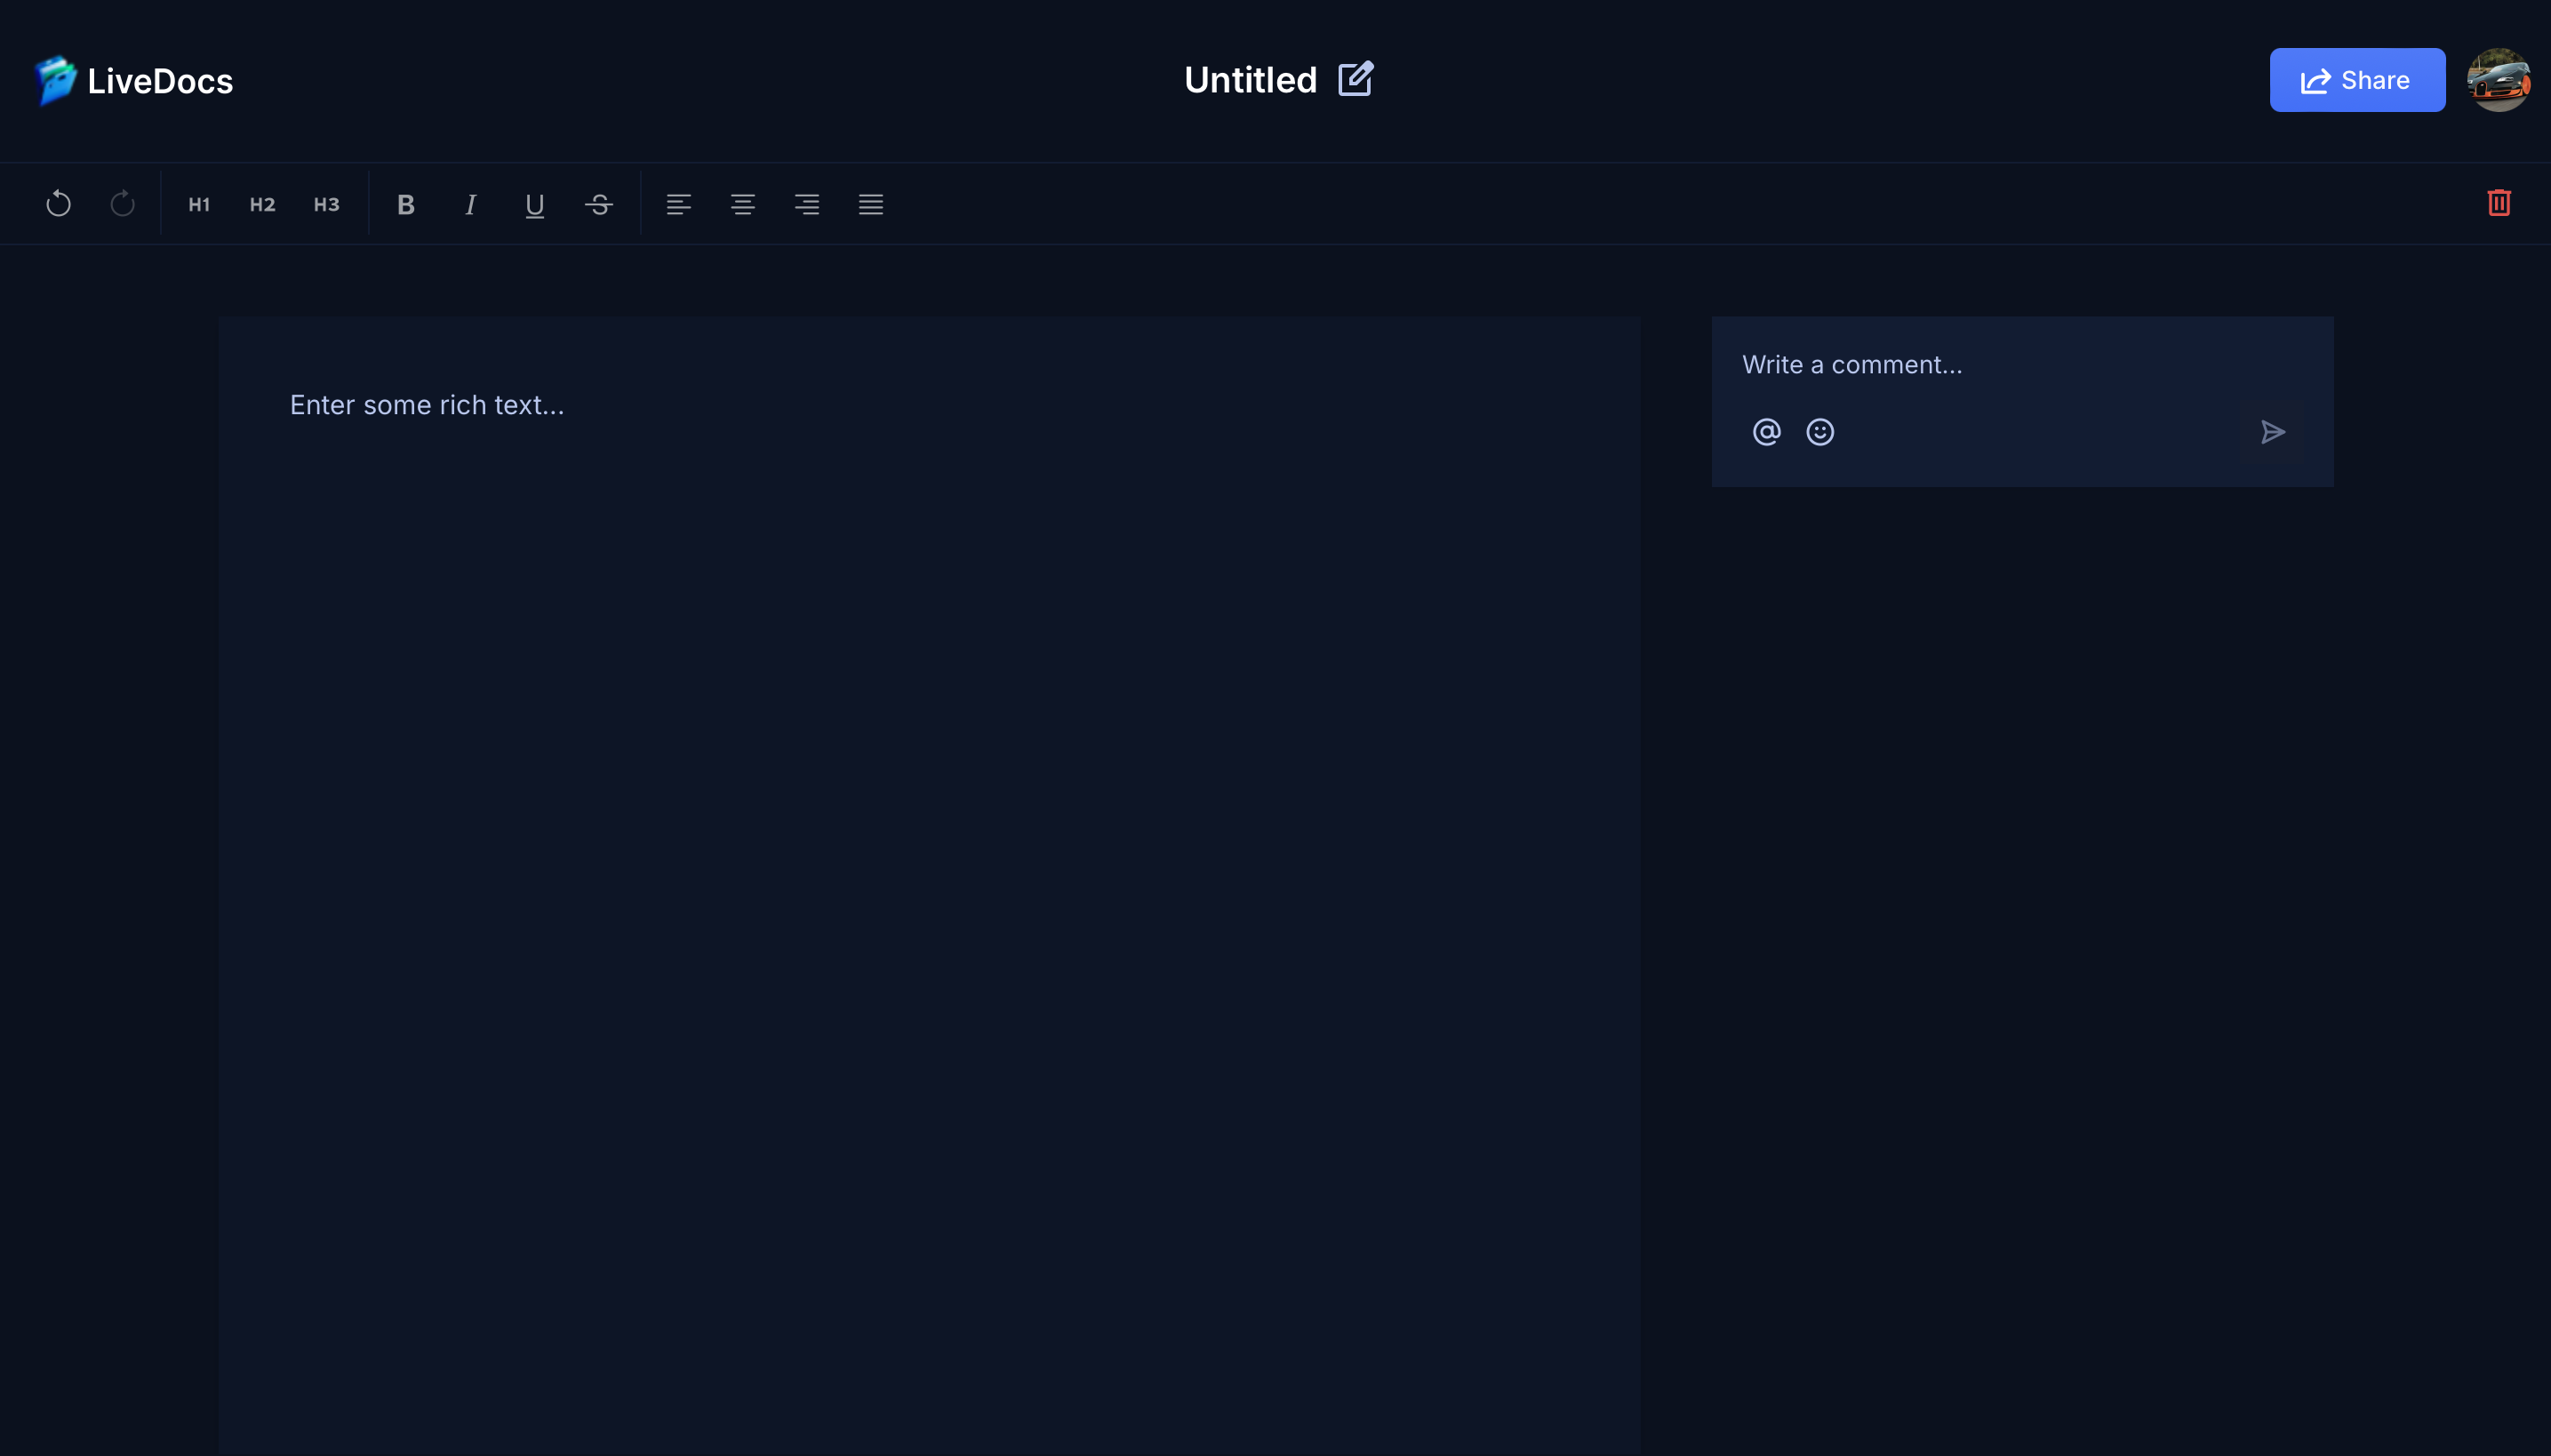 LiveDocs
Untitled
Share
H1 H2 H3 B I U S
Enter some rich text...
Write a comment...
@